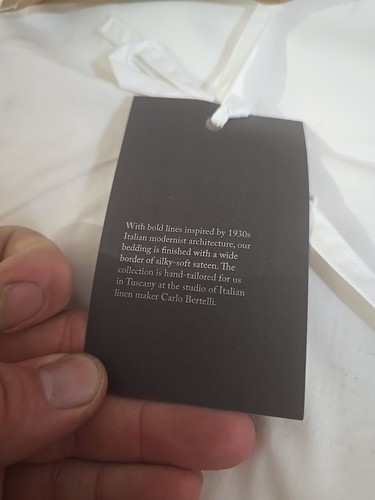 With bold lines inspired by 1930s
Italian modernist architecture, our
bedding is finished with a wide
border of silky-soft sateen. The
collection is hand-tailored for us
in Tuscany at the studio of Italian
linen maker Carlo Bertelli.